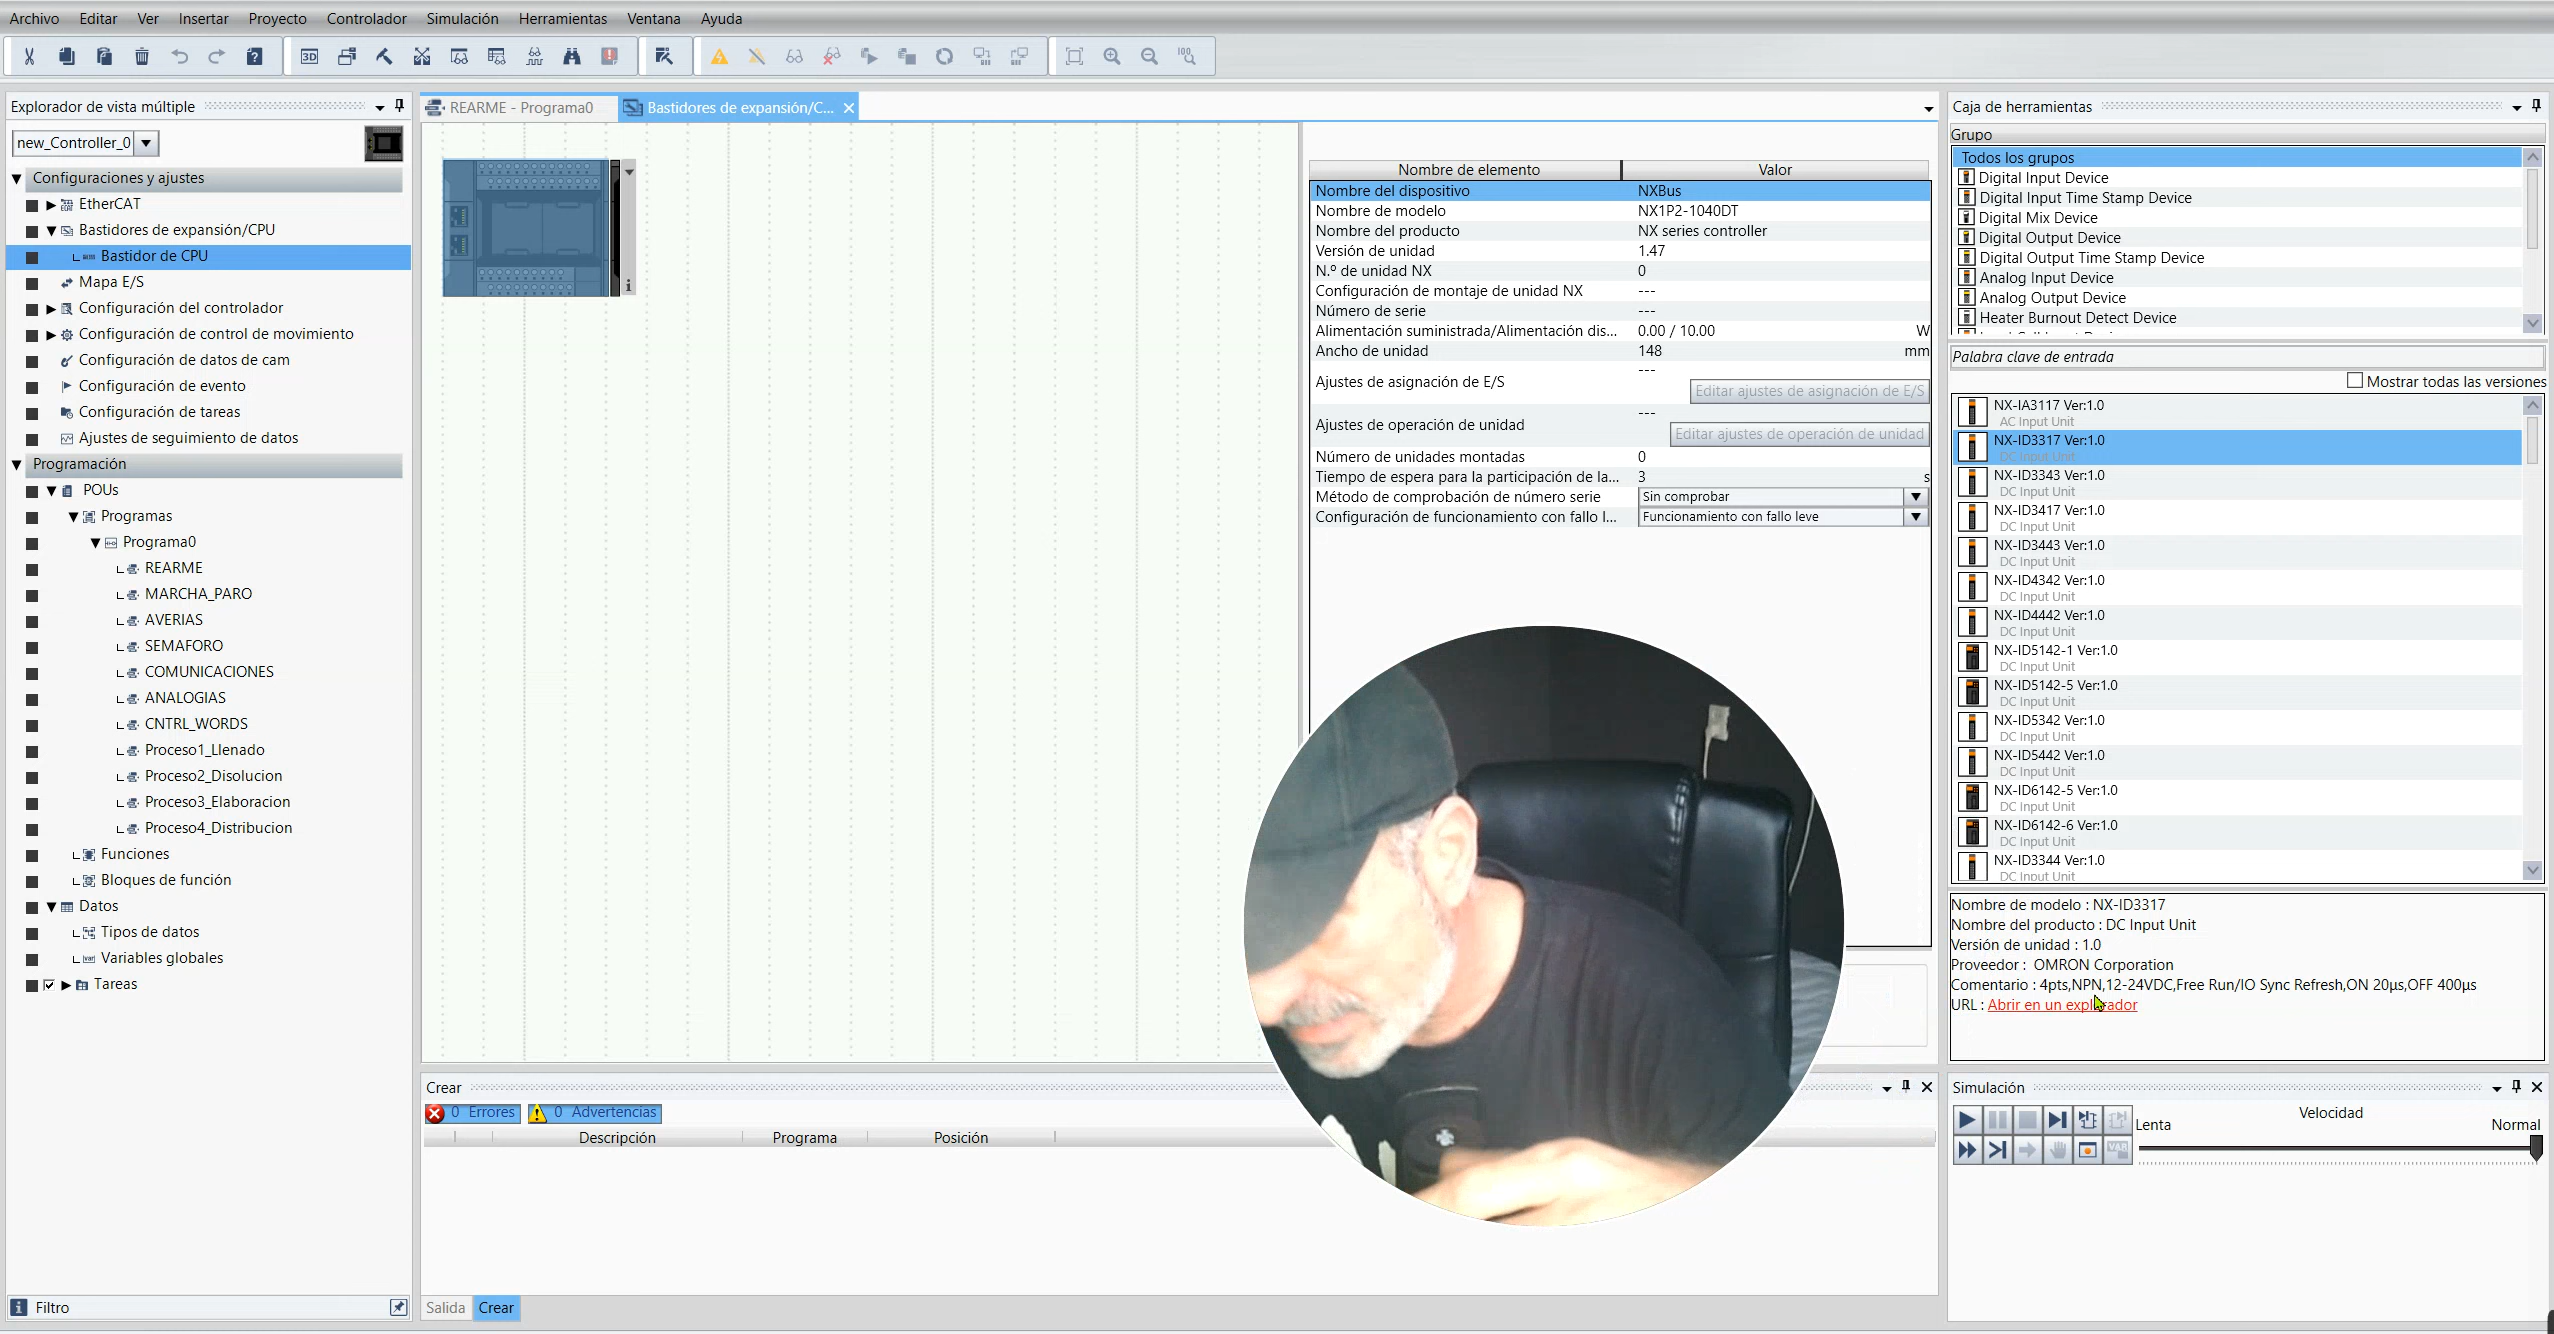 Archivo Editar Ver Insertar Proyecto Controlador Simulación Herramientas Ventana Ayuda
Explorador de vista múltiple
new_Controller_0
Configuraciones y ajustes
EtherCAT
Bastidores de expansión/CPU
Bastidor de CPU
Mapa E/S
Configuración del controlador
Configuración de control de movimiento
Configuración de datos de cam
Configuración de evento
Configuración de tareas
Ajustes de seguimiento de datos
Programación
POUs
Programas
Programa0
REARME
MARCHA_PARO
AVERIAS
SEMAFORO
COMUNICACIONES
ANALOGIAS
CNTRL_WORDS
Proceso1_Llenado
Proceso2_Disolucion
Proceso3_Elaboracion
Proceso4_Distribucion
Funciones
Bloques de función
Datos
Tipos de datos
Variables globales
Tareas
Filtro
REARME - Programa0 Bastidores de expansión/C...
Nombre de elemento Valor
Nombre del dispositivo NXBus
Nombre de modelo NX1P2-1040DT
Nombre del producto NX series controller
Versión de unidad 1.47
N.º de unidad NX 0
Configuración de montaje de unidad NX ---
Número de serie ---
Alimentación suministrada/Alimentación dis... 0.00 / 10.00 W
Ancho de unidad 148 mm
Ajustes de asignación de E/S ---
Editar ajustes de asignación de E/S
Ajustes de operación de unidad ---
Editar ajustes de operación de unidad
Número de unidades montadas 0
Tiempo de espera para la participación de la... 3 s
Método de comprobación de número serie Sin comprobar
Configuración de funcionamiento con fallo l... Funcionamiento con fallo leve
Crear
0 Errores 0 Advertencias
Descripción Programa Posición
Salida Crear
Caja de herramientas
Grupo
Todos los grupos
Digital Input Device
Digital Input Time Stamp Device
Digital Mix Device
Digital Output Device
Digital Output Time Stamp Device
Analog Input Device
Analog Output Device
Heater Burnout Detect Device
Palabra clave de entrada
Mostrar todas las versiones
NX-IA3117 Ver:1.0
AC Input Unit
NX-ID3317 Ver:1.0
DC Input Unit
NX-ID3343 Ver:1.0
DC Input Unit
NX-ID3417 Ver:1.0
DC Input Unit
NX-ID3443 Ver:1.0
DC Input Unit
NX-ID4342 Ver:1.0
DC Input Unit
NX-ID4442 Ver:1.0
DC Input Unit
NX-ID5142-1 Ver:1.0
DC Input Unit
NX-ID5142-5 Ver:1.0
DC Input Unit
NX-ID5342 Ver:1.0
DC Input Unit
NX-ID5442 Ver:1.0
DC Input Unit
NX-ID6142-5 Ver:1.0
DC Input Unit
NX-ID6142-6 Ver:1.0
DC Input Unit
NX-ID3344 Ver:1.0
DC Input Unit
Nombre de modelo : NX-ID3317
Nombre del producto : DC Input Unit
Versión de unidad : 1.0
Proveedor : OMRON Corporation
Comentario : 4pts,NPN,12-24VDC,Free Run/IO Sync Refresh,ON 20µs,OFF 400µs
URL : Abrir en un explorador
Simulación
Velocidad
Lenta Normal